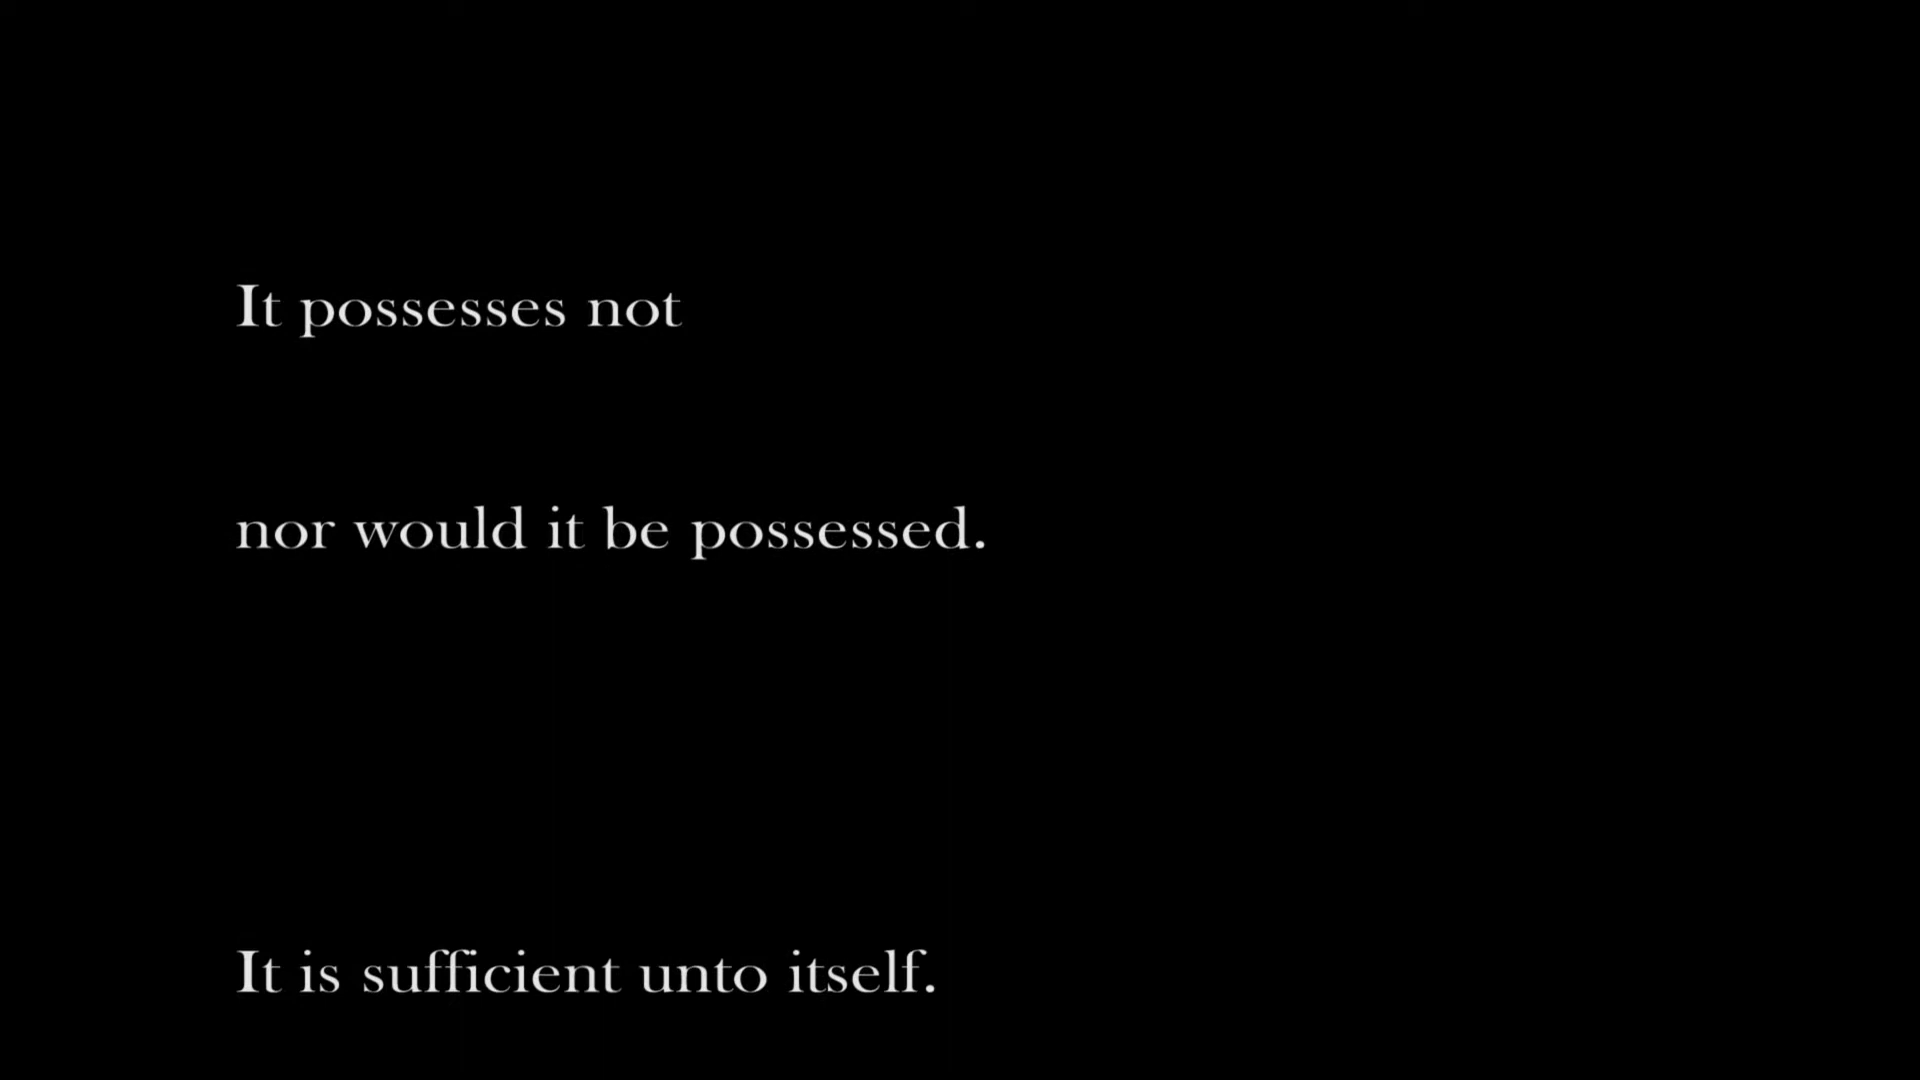 It possesses not
nor would it be possessed.
It is sufficient unto itself.